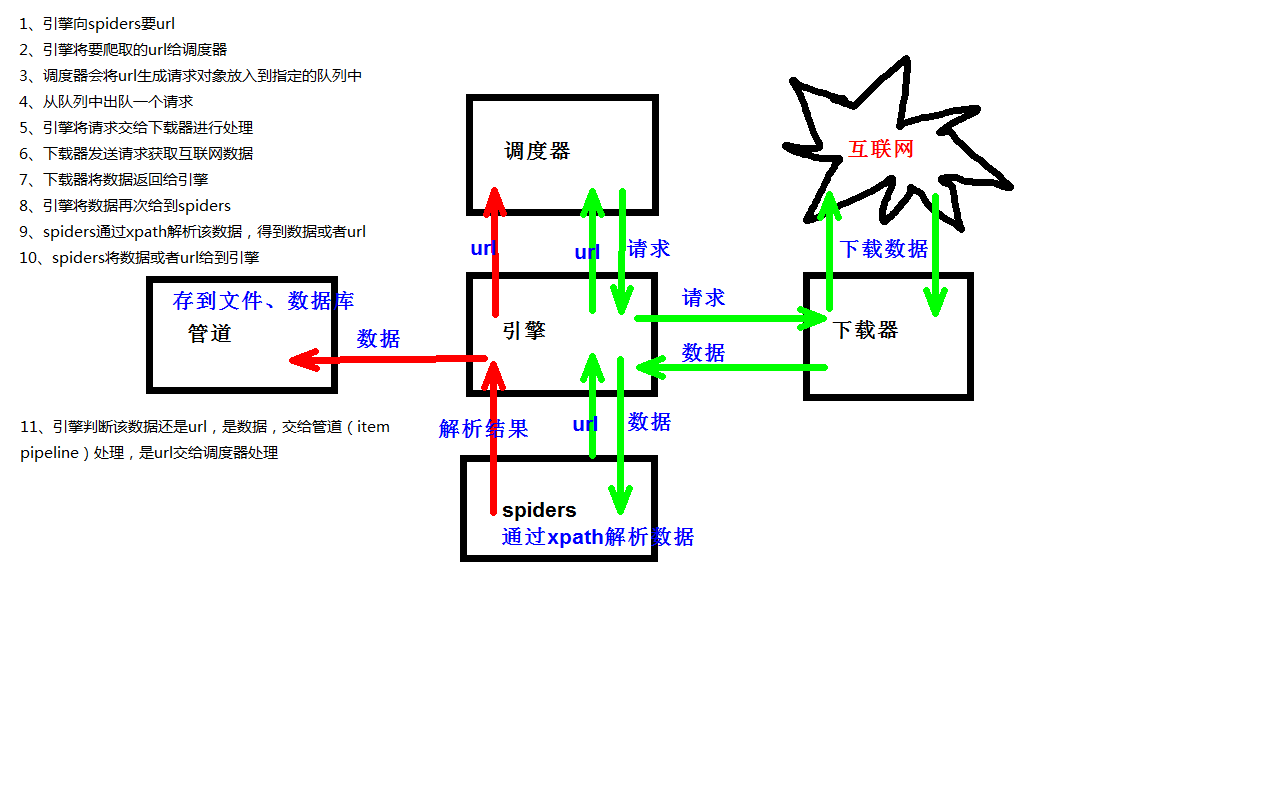 1、引擎向spiders要url
2、引擎将要爬取的url给调度器
3、调度器会将url生成请求对象放入到指定的队列中
4、从队列中出队一个请求
5、引擎将请求交给下载器进行处理
6、下载器发送请求获取互联网数据
7、下载器将数据返回给引擎
8、引擎将数据再次给到spiders
9、spiders通过xpath解析该数据，得到数据或者url
10、spiders将数据或者url给到引擎
调度器
互联网
url
url
请求
下载数据
存到文件、数据库
管道
数据
引擎
请求
数据
下载器
11、引擎判断该数据还是url，是数据，交给管道（item
pipeline）处理，是url交给调度器处理
解析结果
url
数据
spiders
通过xpath解析数据